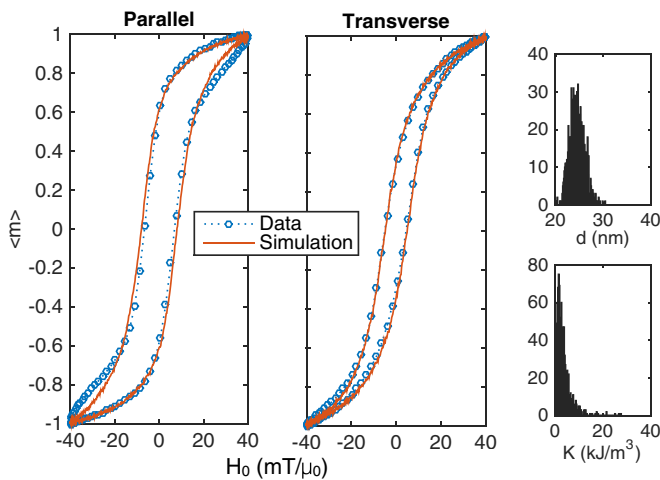 Parallel
Transverse
1
0.8
0.6
0.4
0.2
0
-0.2
-0.4
-0.6
-0.8
-1
<m>
-40 -20 0 20 40
-40 -20 0 20 40
H0 (mT/μ0)
Data
Simulation
40
30
20
10
0
20 30 40
d (nm)
80
60
40
20
0
0 20 40
K (kJ/m³)